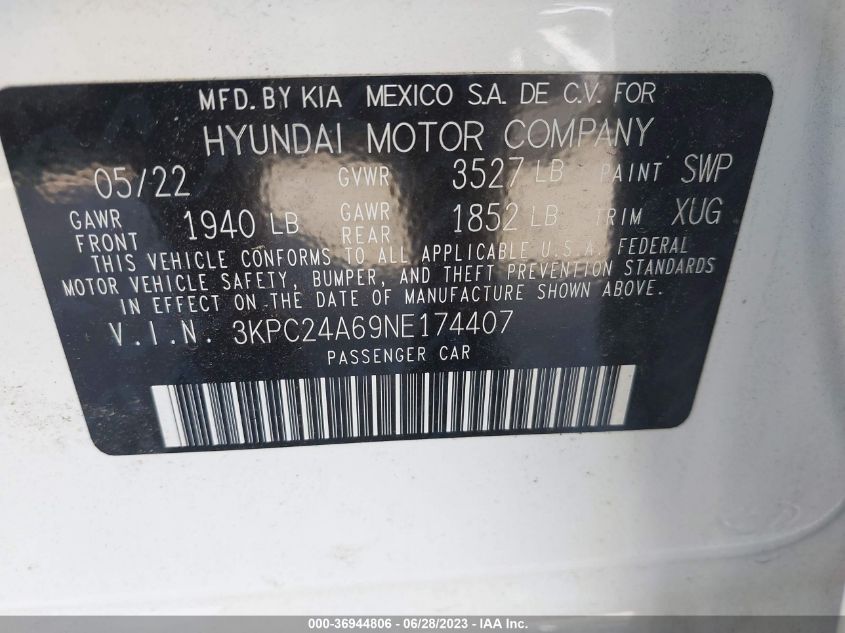 MFD. BY KIA MEXICO S.A. DE C.V. FOR
HYUNDAI MOTOR COMPANY
05/22 GVWR 3527 LB PAINT SWP
GAWR FRONT 1940 LB GAWR REAR 1852 LB TRIM XUG
THIS VEHICLE CONFORMS TO ALL APPLICABLE U.S.A. FEDERAL
MOTOR VEHICLE SAFETY, BUMPER, AND THEFT PREVENTION STANDARDS
IN EFFECT ON THE DATE OF MANUFACTURE SHOWN ABOVE.
V.I.N. 3KPC24A69NE174407
PASSENGER CAR
000-36944806 - 06/28/2023 - IAA Inc.